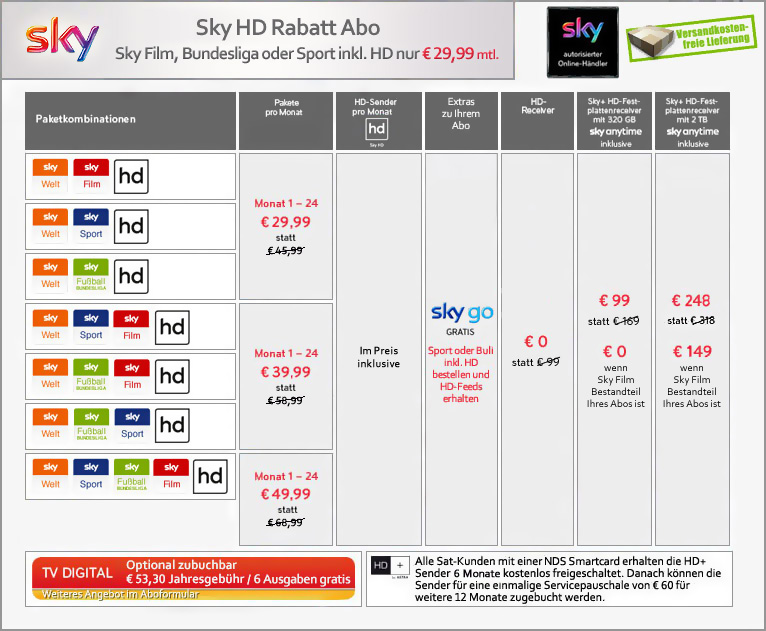 sky
Sky HD Rabatt Abo
Sky Film, Bundesliga oder Sport inkl. HD nur € 29,99 mtl.
sky
autorisierter
Online-Händler
Versandkosten-
freie Lieferung
Paketkombinationen
Pakete
pro Monat
HD-Sender
pro Monat
hd
Sky HD
Extras
zu Ihrem
Abo
HD-
Receiver
Sky+ HD-Fest-
plattenreceiver
mit 320 GB
sky anytime
inklusive
Sky+ HD-Fest-
plattenreceiver
mit 2 TB
sky anytime
inklusive
sky Welt sky Film hd
sky Welt sky Sport hd
sky Welt sky Fußball BUNDESLIGA hd
sky Welt sky Sport sky Film hd
sky Welt sky Fußball BUNDESLIGA sky Film hd
sky Welt sky Fußball BUNDESLIGA sky Sport hd
sky Welt sky Sport sky Fußball BUNDESLIGA sky Film hd
Monat 1 – 24
€ 29,99
statt
€ 45,99
Monat 1 – 24
€ 39,99
statt
€ 58,99
Monat 1 – 24
€ 49,99
statt
€ 68,99
Im Preis
inklusive
sky go
GRATIS
Sport oder Buli
inkl. HD
bestellen und
HD-Feeds
erhalten
€ 0
statt € 99
€ 99
statt € 169
€ 0
wenn
Sky Film
Bestandteil
Ihres Abos ist
€ 248
statt € 318
€ 149
wenn
Sky Film
Bestandteil
Ihres Abos ist
TV DIGITAL
Optional zubuchbar
€ 53,30 Jahresgebühr / 6 Ausgaben gratis
Weiteres Angebot im Aboformular
HD +
by ASTRA
Alle Sat-Kunden mit einer NDS Smartcard erhalten die HD+
Sender 6 Monate kostenlos freigeschaltet. Danach können die
Sender für eine einmalige Servicepauschale von € 60 für
weitere 12 Monate zugebucht werden.